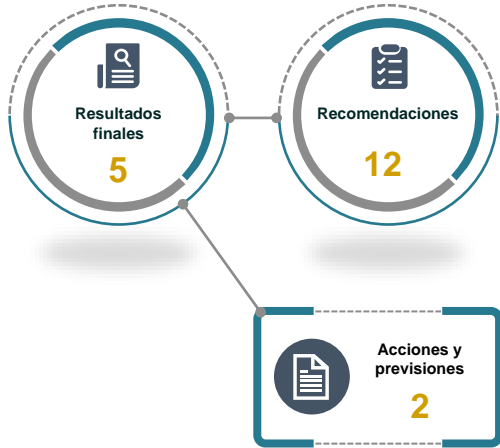 Resultados
finales
5
Recomendaciones
12
Acciones y
previsiones
2